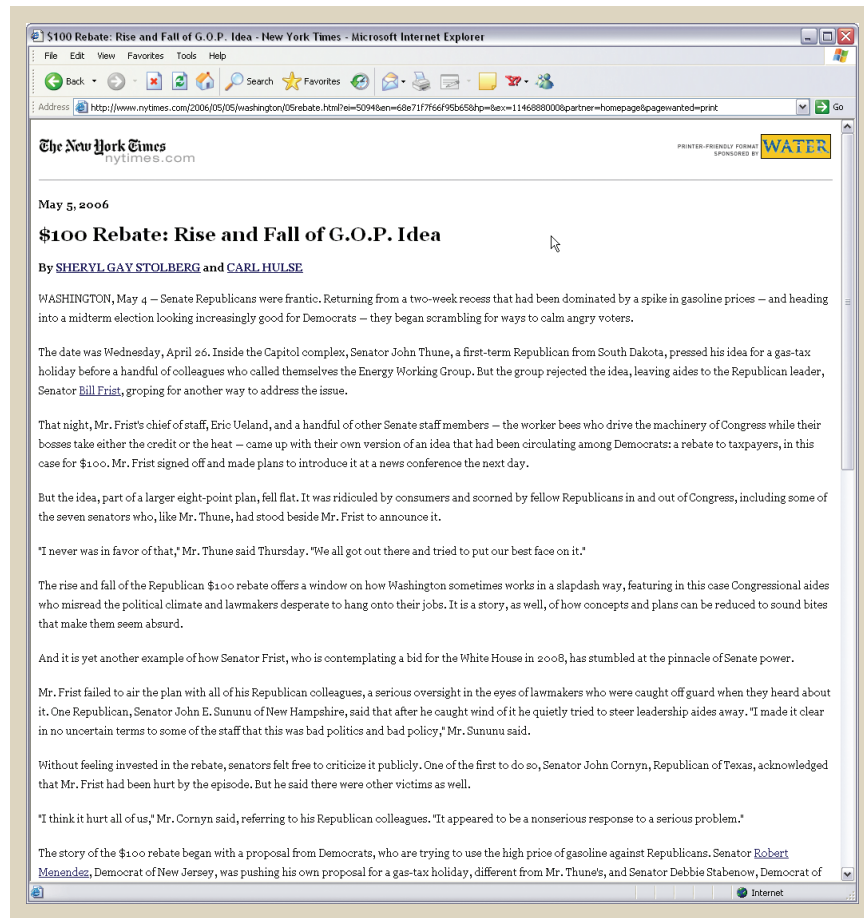 $100 Rebate: Rise and Fall of G.O.P. Idea - New York Times - Microsoft Internet Explorer
File Edit View Favorites Tools Help
Back Search Favorites
Address http://www.nytimes.com/2006/05/05/washington/05rebate.html?ei=5094&en=68e71f7f66f95b65&hp=&ex=1146888000&partner=homepage&pagewanted=print Go
The New York Times
nytimes.com
PRINTER-FRIENDLY FORMAT
SPONSORED BY
WATER
May 5, 2006
$100 Rebate: Rise and Fall of G.O.P. Idea
By SHERYL GAY STOLBERG and CARL HULSE
WASHINGTON, May 4 — Senate Republicans were frantic. Returning from a two-week recess that had been dominated by a spike in gasoline prices — and heading
into a midterm election looking increasingly good for Democrats — they began scrambling for ways to calm angry voters.
The date was Wednesday, April 26. Inside the Capitol complex, Senator John Thune, a first-term Republican from South Dakota, pressed his idea for a gas-tax
holiday before a handful of colleagues who called themselves the Energy Working Group. But the group rejected the idea, leaving aides to the Republican leader,
Senator Bill Frist, groping for another way to address the issue.
That night, Mr. Frist's chief of staff, Eric Ueland, and a handful of other Senate staff members — the worker bees who drive the machinery of Congress while their
bosses take either the credit or the heat — came up with their own version of an idea that had been circulating among Democrats: a rebate to taxpayers, in this
case for $100. Mr. Frist signed off and made plans to introduce it at a news conference the next day.
But the idea, part of a larger eight-point plan, fell flat. It was ridiculed by consumers and scorned by fellow Republicans in and out of Congress, including some of
the seven senators who, like Mr. Thune, had stood beside Mr. Frist to announce it.
"I never was in favor of that," Mr. Thune said Thursday. "We all got out there and tried to put our best face on it."
The rise and fall of the Republican $100 rebate offers a window on how Washington sometimes works in a slapdash way, featuring in this case Congressional aides
who misread the political climate and lawmakers desperate to hang onto their jobs. It is a story, as well, of how concepts and plans can be reduced to sound bites
that make them seem absurd.
And it is yet another example of how Senator Frist, who is contemplating a bid for the White House in 2008, has stumbled at the pinnacle of Senate power.
Mr. Frist failed to air the plan with all of his Republican colleagues, a serious oversight in the eyes of lawmakers who were caught off guard when they heard about
it. One Republican, Senator John E. Sununu of New Hampshire, said that after he caught wind of it he quietly tried to steer leadership aides away. "I made it clear
in no uncertain terms to some of the staff that this was bad politics and bad policy," Mr. Sununu said.
Without feeling invested in the rebate, senators felt free to criticize it publicly. One of the first to do so, Senator John Cornyn, Republican of Texas, acknowledged
that Mr. Frist had been hurt by the episode. But he said there were other victims as well.
"I think it hurt all of us," Mr. Cornyn said, referring to his Republican colleagues. "It appeared to be a nonserious response to a serious problem."
The story of the $100 rebate began with a proposal from Democrats, who are trying to use the high price of gasoline against Republicans. Senator Robert
Menendez, Democrat of New Jersey, was pushing his own proposal for a gas-tax holiday, different from Mr. Thune's, and Senator Debbie Stabenow, Democrat of
Internet